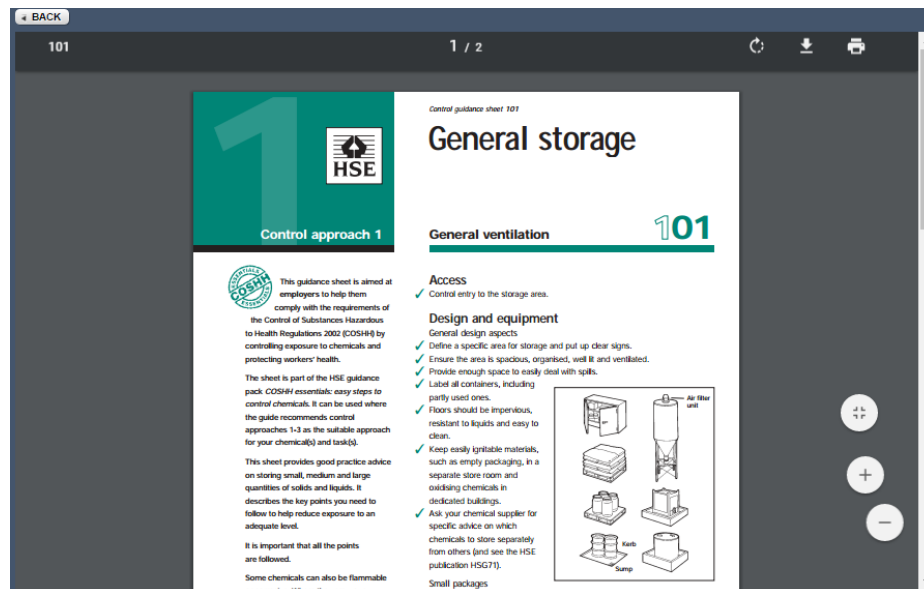 BACK
101
1 / 2
1
HSE
Control approach 1
Control guidance sheet 101
General storage
General ventilation
101
COSHH
ESSENTIALS
ESSENTIALS
This guidance sheet is aimed at
employers to help them
comply with the requirements of
the Control of Substances Hazardous
to Health Regulations 2002 (COSHH) by
controlling exposure to chemicals and
protecting workers' health.
The sheet is part of the HSE guidance
pack COSHH essentials: easy steps to
control chemicals. It can be used where
the guide recommends control
approaches 1-3 as the suitable approach
for your chemical(s) and task(s).
This sheet provides good practice advice
on storing small, medium and large
quantities of solids and liquids. It
describes the key points you need to
follow to help reduce exposure to an
adequate level.
It is important that all the points
are followed.
Some chemicals can also be flammable
Access
✓ Control entry to the storage area.
Design and equipment
General design aspects
✓ Define a specific area for storage and put up clear signs.
✓ Ensure the area is spacious, organised, well lit and ventilated.
✓ Provide enough space to easily deal with spills.
✓ Label all containers, including
partly used ones.
✓ Floors should be impervious,
resistant to liquids and easy to
clean.
✓ Keep easily ignitable materials,
such as empty packaging, in a
separate store room and
oxidising chemicals in
dedicated buildings.
✓ Ask your chemical supplier for
specific advice on which
chemicals to store separately
from others (and see the HSE
publication HSG71).
Small packages
Air filter
unit
Kerb
Sump